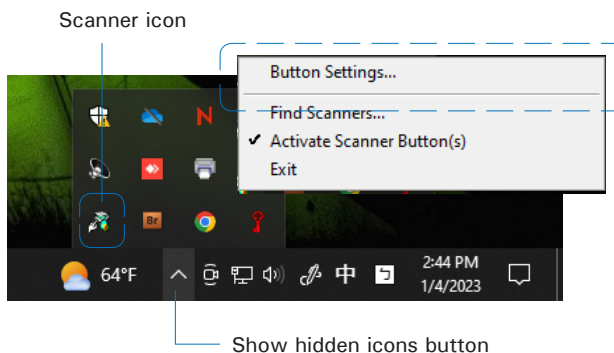 Scanner icon
Button Settings...
Find Scanners...
Activate Scanner Button(s)
Exit
N
Br
64°F
中
ㄅ
2:44 PM
1/4/2023
Show hidden icons button